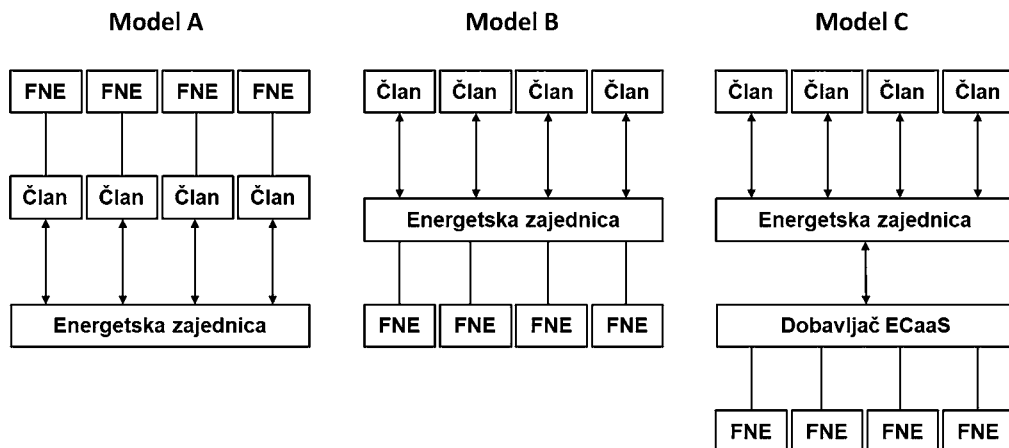 Model A
FNE FNE FNE FNE
Član Član Član Član
Energetska zajednica
Model B
Član Član Član Član
Energetska zajednica
FNE FNE FNE FNE
Model C
Član Član Član Član
Energetska zajednica
Dobavljač ECaaS
FNE FNE FNE FNE